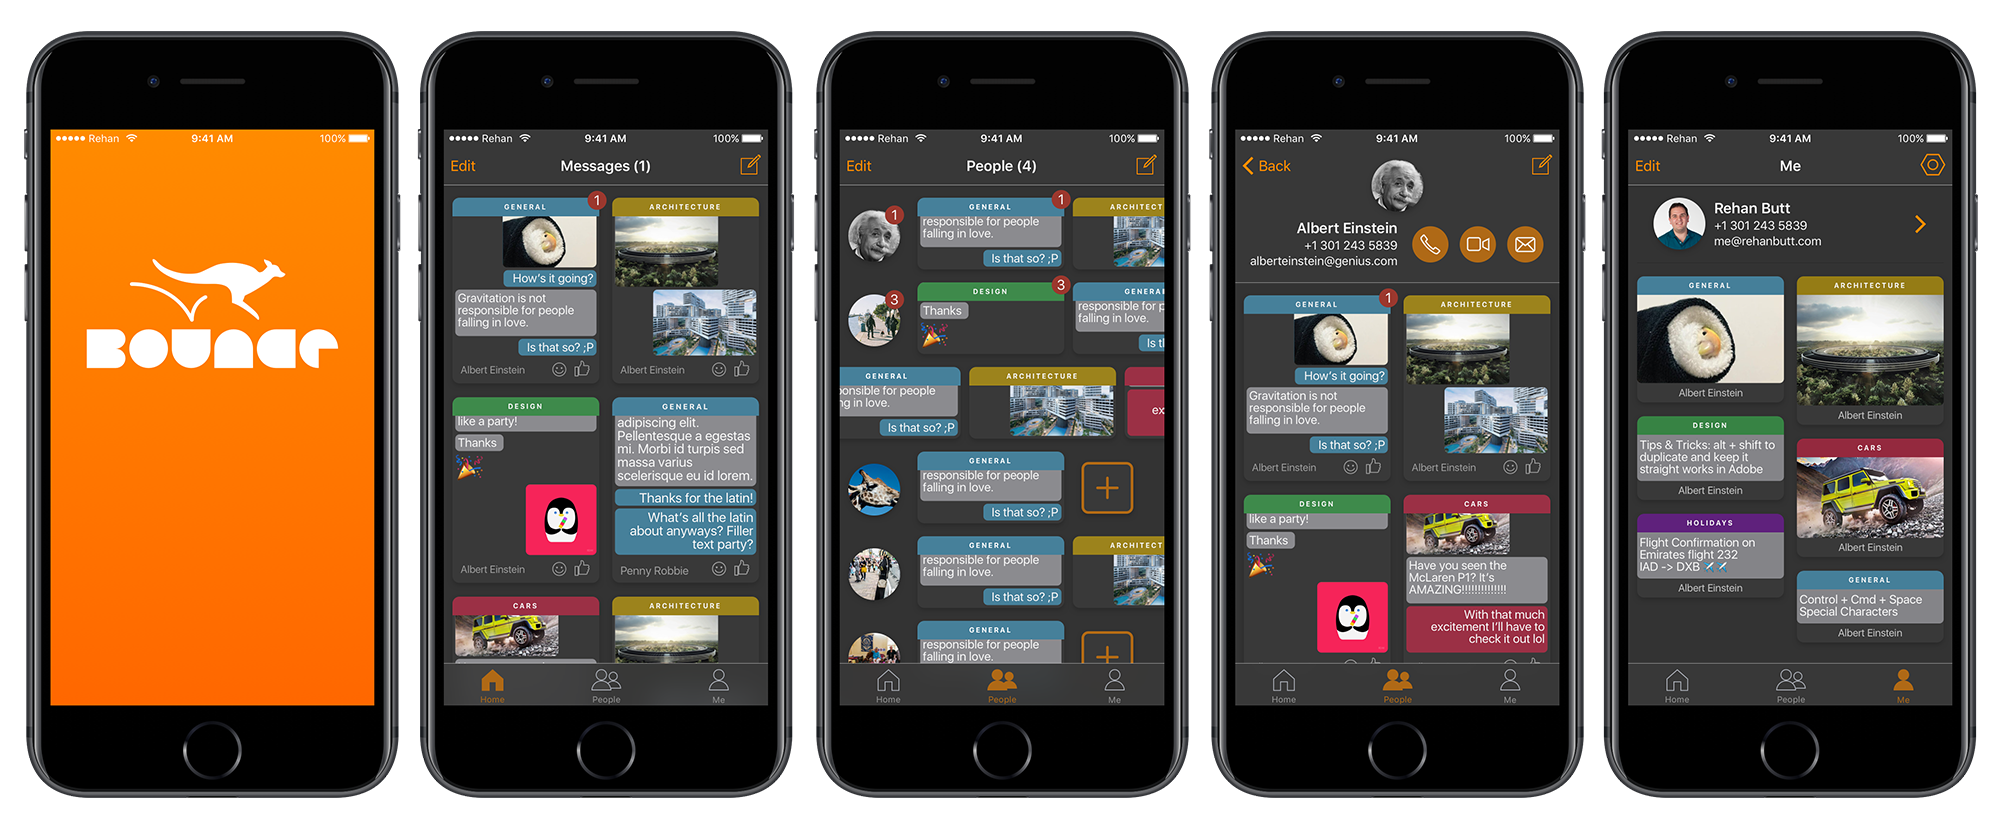 Rehan 9:41 AM 100%
BOUNCE
Rehan 9:41 AM 100%
Edit Messages (1)
GENERAL 1
How's it going?
Gravitation is not
responsible for people
falling in love.
Is that so? ;P
Albert Einstein
ARCHITECTURE
Albert Einstein
DESIGN
like a party!
Thanks
Albert Einstein
GENERAL
adipiscing elit.
Pellentesque a egestas
mi. Morbi id turpis sed
massa varius
scelerisque eu id lorem.
Thanks for the latin!
What's all the latin
about anyways? Filler
text party?
Penny Robbie
CARS
ARCHITECTURE
Home People Me
Rehan 9:41 AM 100%
Edit People (4)
1
GENERAL 1
responsible for people
falling in love.
Is that so? ;P
ARCHITECT
3
DESIGN 3
Thanks
GENERA
responsible for people
falling in love.
Is th
GENERAL
onsible for people
ng in love.
Is that so? ;P
ARCHITECTURE
ex
GENERAL
responsible for people
falling in love.
Is that so? ;P
GENERAL
responsible for people
falling in love.
Is that so? ;P
ARCHITECT
GENERAL
responsible for people
falling in love.
Home People Me
Rehan 9:41 AM 100%
Back
Albert Einstein
+1 301 243 5839
alberteinstein@genius.com
GENERAL 1
How's it going?
Gravitation is not
responsible for people
falling in love.
Is that so? ;P
Albert Einstein
ARCHITECTURE
Albert Einstein
DESIGN
like a party!
Thanks
CARS
Have you seen the
McLaren P1? It's
AMAZING!!!!!!!!!!!!!!
With that much
excitement I'll have to
check it out lol
Home People Me
Rehan 9:41 AM 100%
Edit Me
Rehan Butt
+1 301 243 5839
me@rehanbutt.com
GENERAL
Albert Einstein
ARCHITECTURE
Albert Einstein
DESIGN
Tips & Tricks: alt + shift to
duplicate and keep it
straight works in Adobe
Albert Einstein
CARS
Albert Einstein
HOLIDAYS
Flight Confirmation on
Emirates flight 232
IAD -> DXB ✈️✈️
Albert Einstein
GENERAL
Control + Cmd + Space
Special Characters
Albert Einstein
Home People Me